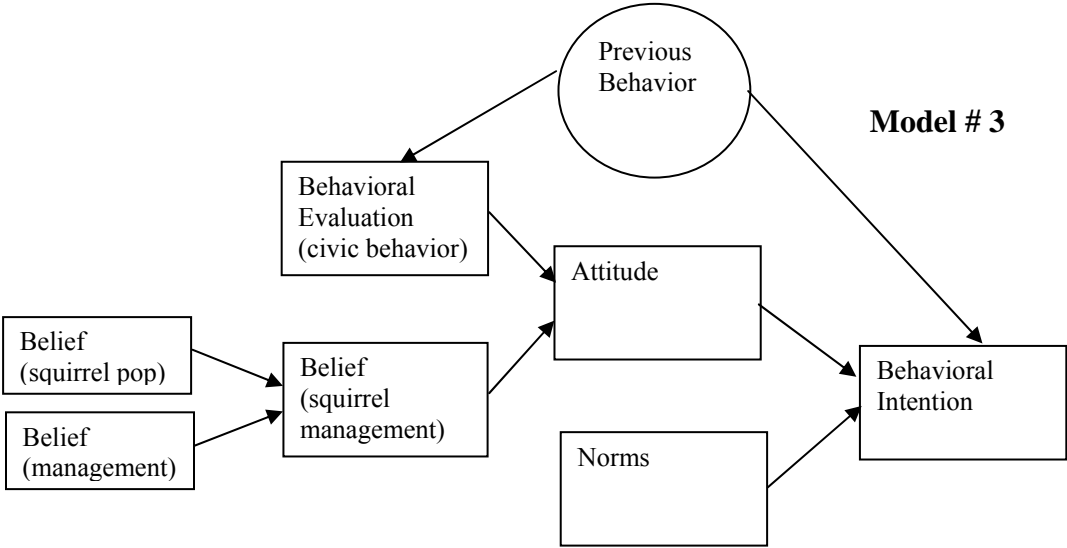 Previous
Behavior
Model # 3
Behavioral
Evaluation
(civic behavior)
Attitude
Belief
(squirrel pop)
Belief
(squirrel
management)
Behavioral
Intention
Belief
(management)
Norms